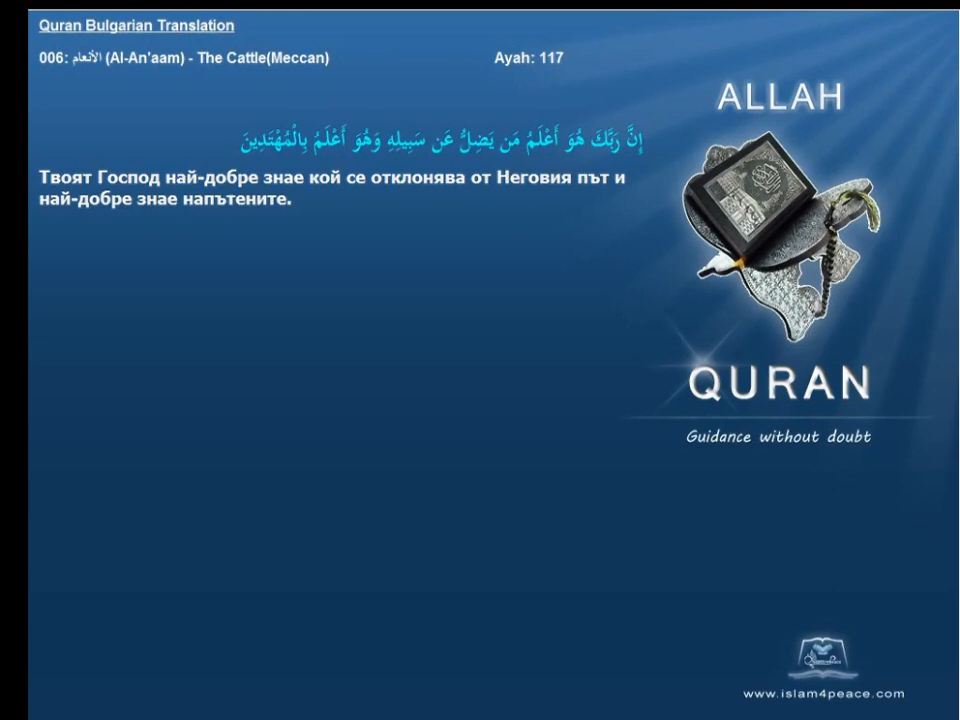 Quran Bulgarian Translation
006: الأنعام (Al-An'aam) - The Cattle(Meccan)
Ayah: 117
ALLAH
إِنَّ رَبَّكَ هُوَ أَعْلَمُ مَن يَضِلُّ عَن سَبِيلِهِ وَهُوَ أَعْلَمُ بِالْمُهْتَدِينَ
Твоят Господ най-добре знае кой се отклонява от Неговия път и
най-добре знае напътените.
QURAN
Guidance without doubt
www.islam4peace.com